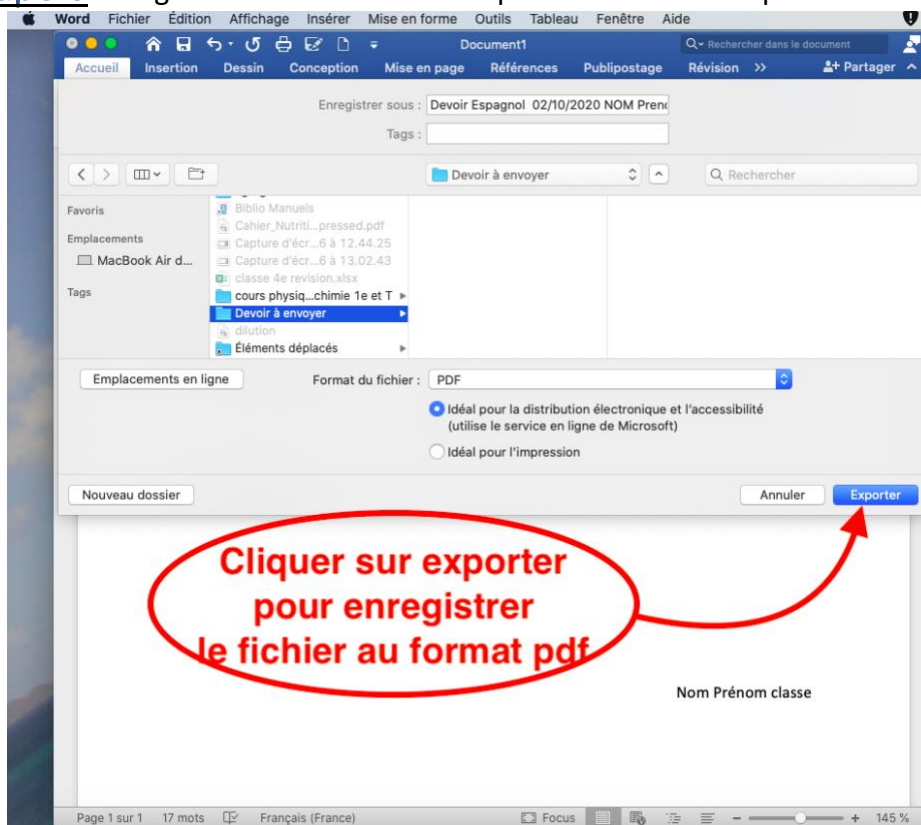 Word Fichier Édition Affichage Insérer Mise en forme Outils Tableau Fenêtre Aide
Document1
Rechercher dans le document
Accueil Insertion Dessin Conception Mise en page Références Publipostage Révision >> Partager
Enregistrer sous : Devoir Espagnol 02/10/2020 NOM Preno
Tags :
Devoir à envoyer
Rechercher
Favoris
Emplacements
MacBook Air d...
Tags
Biblio Manuels
Cahier_Nutriti...pressed.pdf
Capture d'écr...6 à 12.44.25
Capture d'écr...6 à 13.02.43
classe 4e revision.xlsx
cours physiq...chimie 1e et T
Devoir à envoyer
dilution
Éléments déplacés
Emplacements en ligne
Format du fichier : PDF
Idéal pour la distribution électronique et l'accessibilité
(utilise le service en ligne de Microsoft)
Idéal pour l'impression
Nouveau dossier
Annuler Exporter
Cliquer sur exporter
pour enregistrer
le fichier au format pdf
Nom Prénom classe
Page 1 sur 1 17 mots Français (France) Focus 145 %